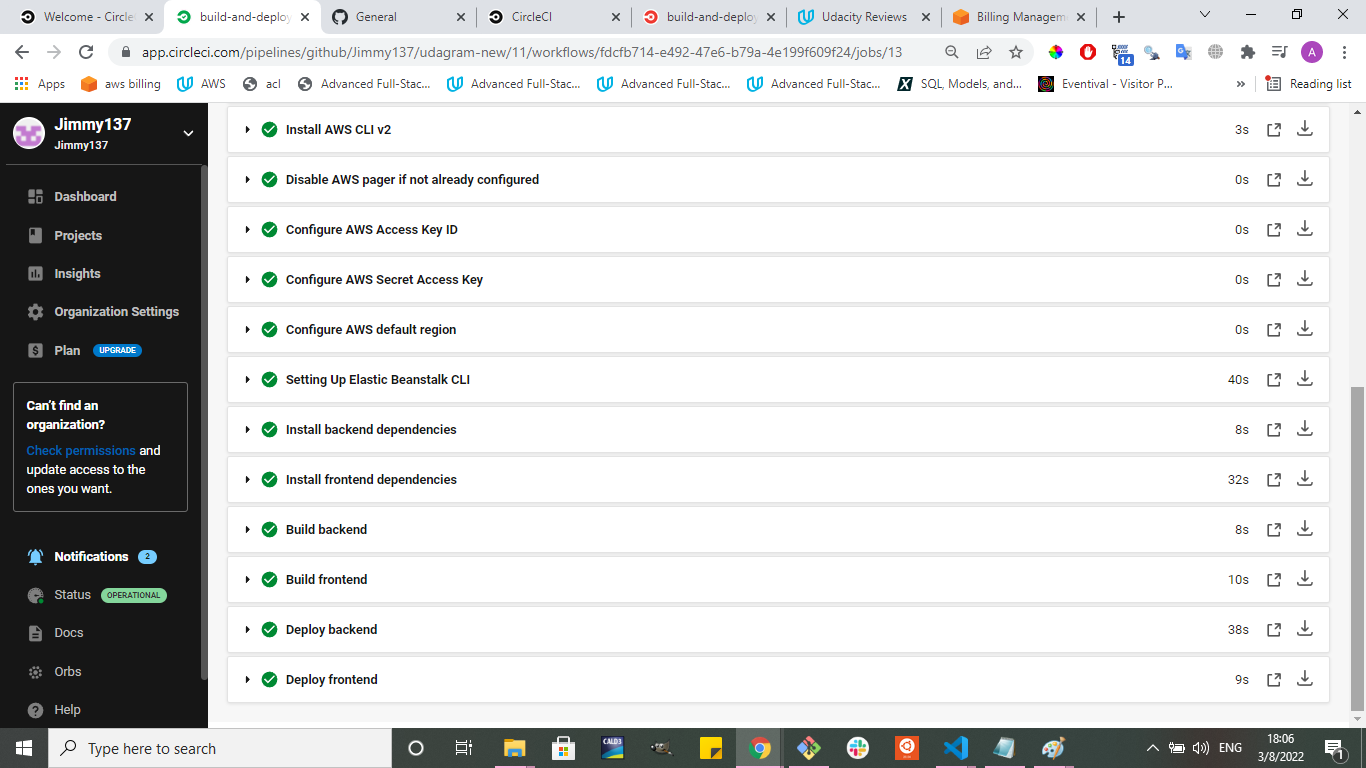 Welcome - Circle
build-and-deploy
General
CircleCI
build-and-deploy
Udacity Reviews
Billing Managem
app.circleci.com/pipelines/github/Jimmy137/udagram-new/11/workflows/fdcfb714-e492-47e6-b79a-4e199f609f24/jobs/13
14
A
Apps
aws billing
AWS
acl
Advanced Full-Stac...
Advanced Full-Stac...
Advanced Full-Stac...
Advanced Full-Stac...
SQL, Models, and...
Eventival - Visitor P...
»
Reading list
Jimmy137
Jimmy137
Dashboard
Projects
Insights
Organization Settings
Plan UPGRADE
Can't find an
organization?
Check permissions and
update access to the
ones you want.
Notifications 2
Status OPERATIONAL
Docs
Orbs
Help
Install AWS CLI v2 3s
Disable AWS pager if not already configured 0s
Configure AWS Access Key ID 0s
Configure AWS Secret Access Key 0s
Configure AWS default region 0s
Setting Up Elastic Beanstalk CLI 40s
Install backend dependencies 8s
Install frontend dependencies 32s
Build backend 8s
Build frontend 10s
Deploy backend 38s
Deploy frontend 9s
Type here to search
CALD3
ENG
18:06
3/8/2022
1